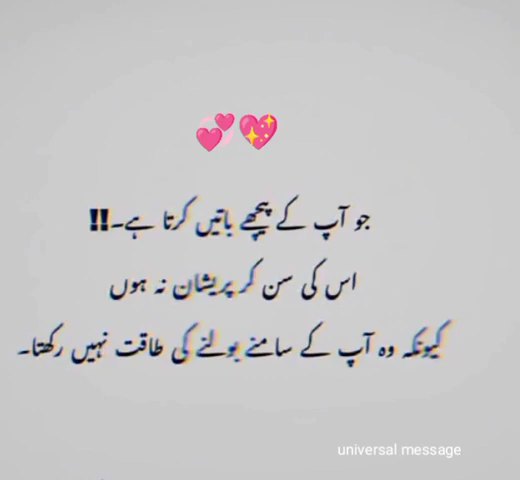 💞💖
جو آپ کے پیچھے باتیں کرتا ہے۔!!
اس کی سن کر پریشان نہ ہوں
کیونکہ وہ آپ کے سامنے بولنے کی طاقت نہیں رکھتا۔
universal message